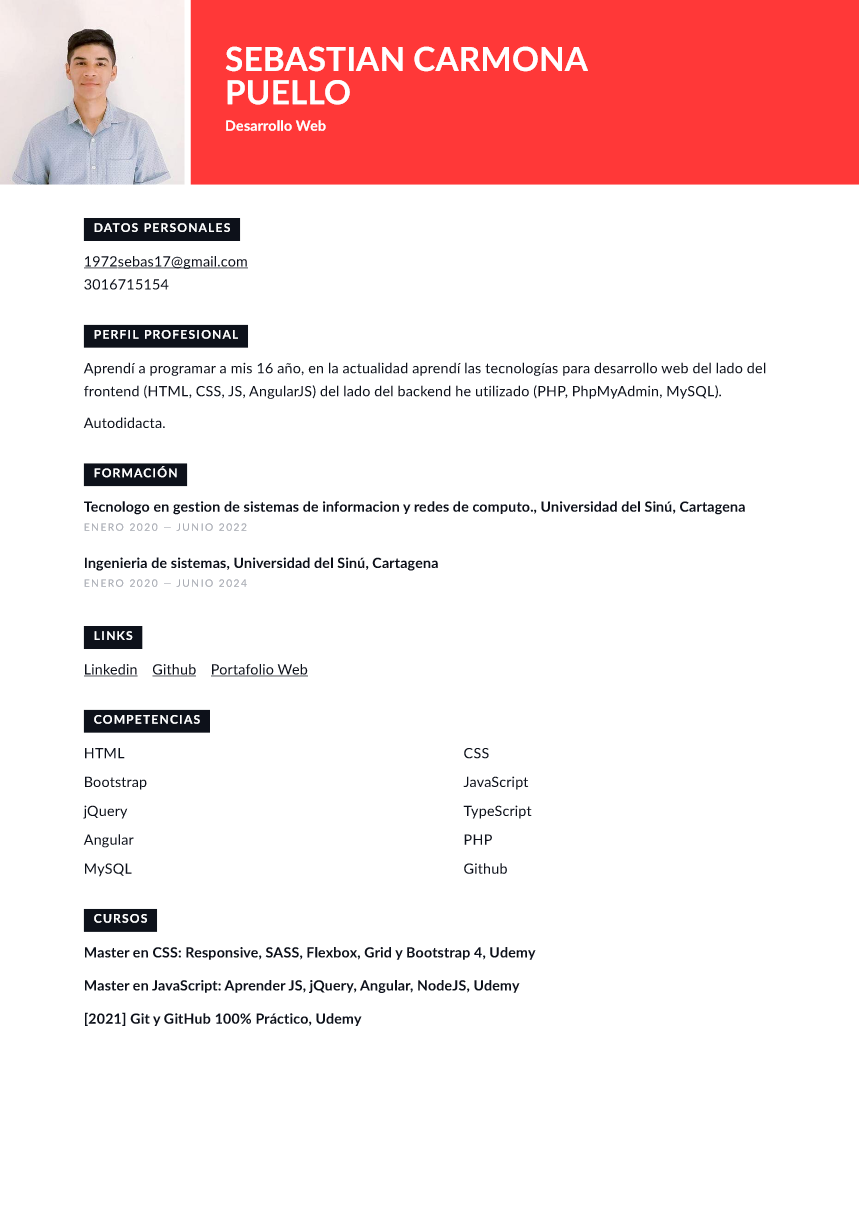 SEBASTIAN CARMONA
PUELLO
Desarrollo Web
DATOS PERSONALES
1972sebas17@gmail.com
3016715154
PERFIL PROFESIONAL
Aprendí a programar a mis 16 año, en la actualidad aprendí las tecnologías para desarrollo web del lado del
frontend (HTML, CSS, JS, AngularJS) del lado del backend he utilizado (PHP, PhpMyAdmin, MySQL).
Autodidacta.
FORMACIÓN
Tecnologo en gestion de sistemas de informacion y redes de computo., Universidad del Sinú, Cartagena
ENERO 2020 — JUNIO 2022
Ingenieria de sistemas, Universidad del Sinú, Cartagena
ENERO 2020 — JUNIO 2024
LINKS
Linkedin Github Portafolio Web
COMPETENCIAS
HTML CSS
Bootstrap JavaScript
jQuery TypeScript
Angular PHP
MySQL Github
CURSOS
Master en CSS: Responsive, SASS, Flexbox, Grid y Bootstrap 4, Udemy
Master en JavaScript: Aprender JS, jQuery, Angular, NodeJS, Udemy
[2021] Git y GitHub 100% Práctico, Udemy